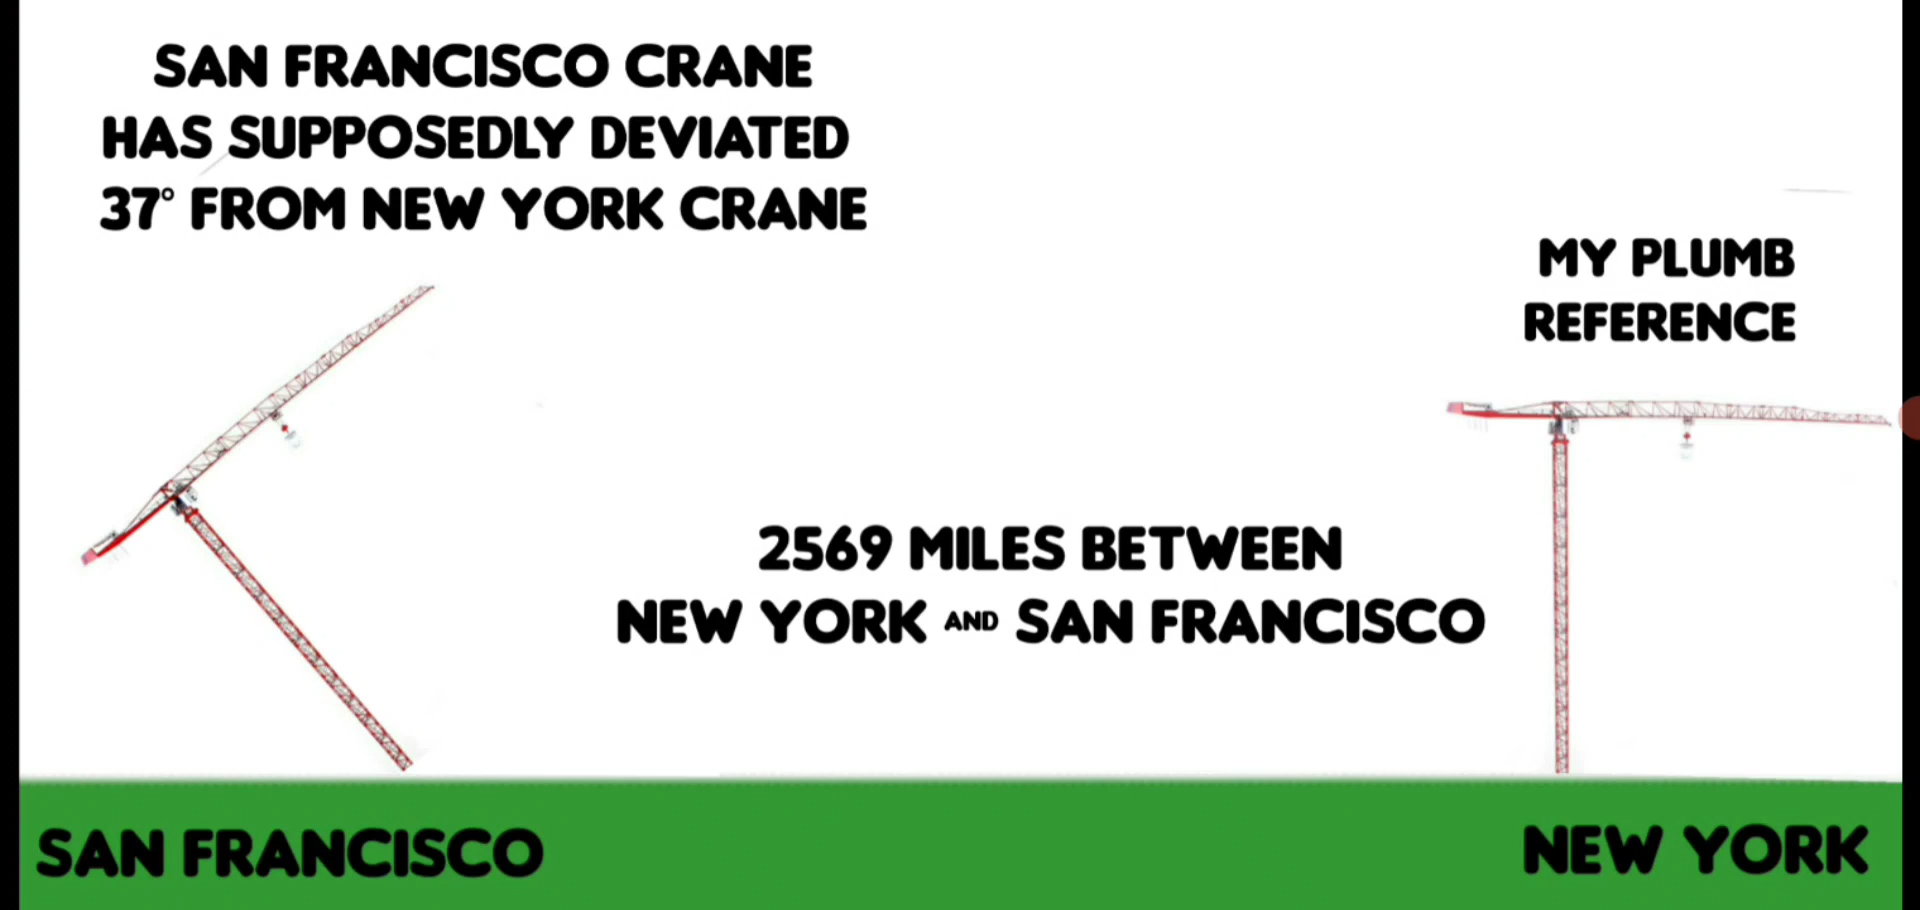 SAN FRANCISCO CRANE
HAS SUPPOSEDLY DEVIATED
37° FROM NEW YORK CRANE
MY PLUMB
REFERENCE
2569 MILES BETWEEN
NEW YORK AND SAN FRANCISCO
SAN FRANCISCO
NEW YORK